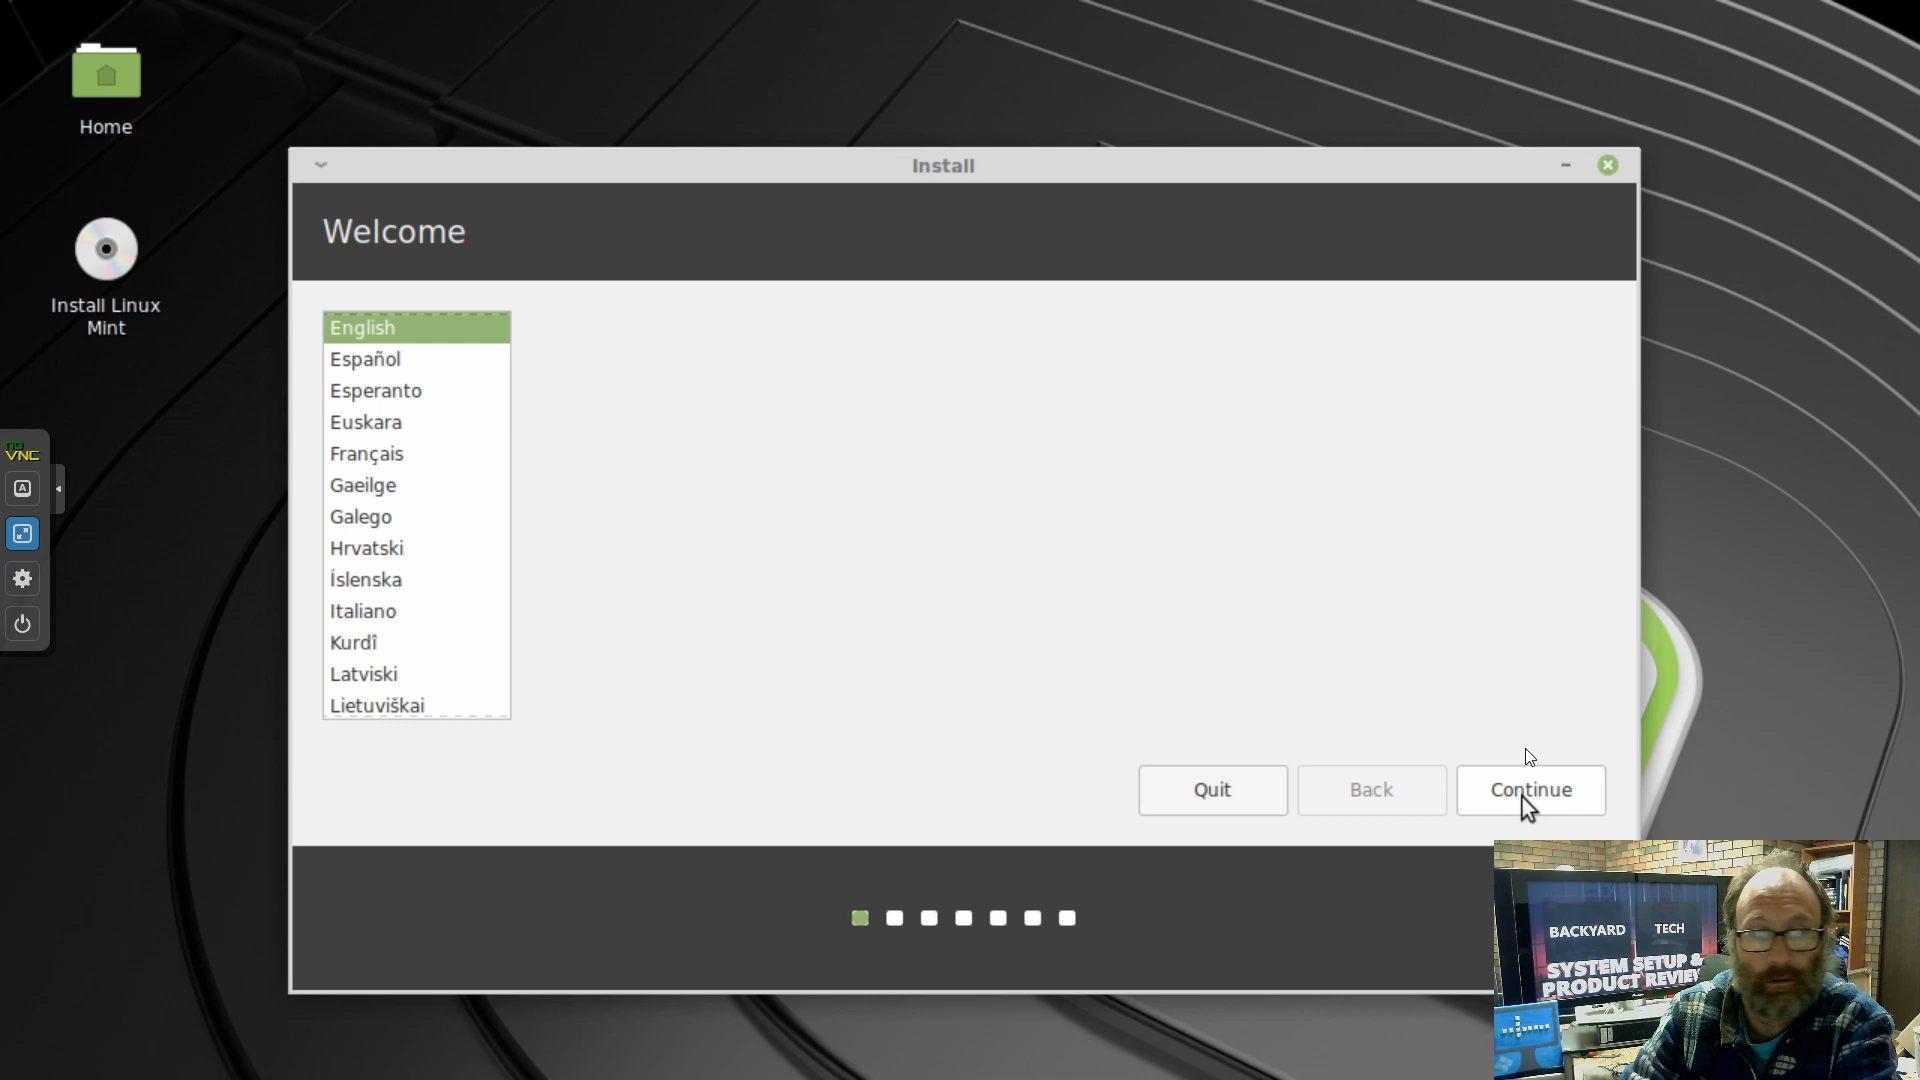 Home
Install Linux
Mint
no
VNC
A
Install
Welcome
English
Español
Esperanto
Euskara
Français
Gaeilge
Galego
Hrvatski
Íslenska
Italiano
Kurdî
Latviski
Lietuviškai
Quit
Back
Continue
BACKYARD TECH
SYSTEM SETUP &
PRODUCT REVIEW